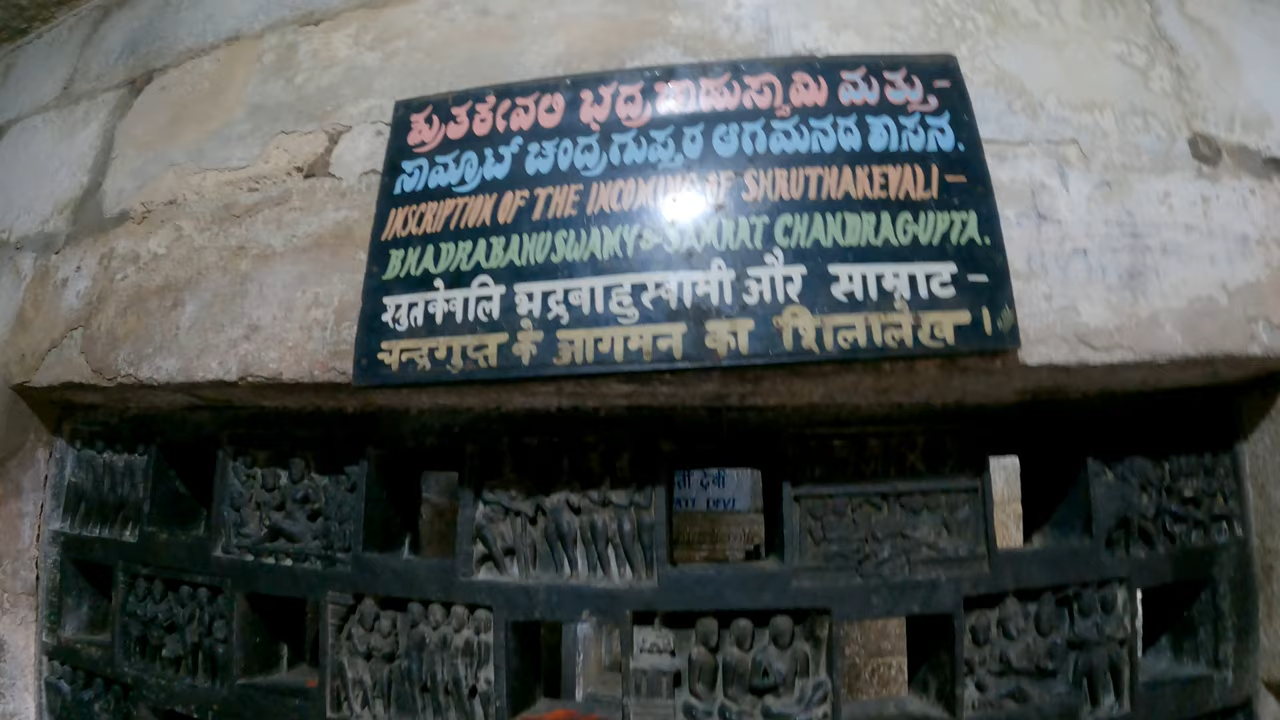 ಶ್ರುತಕೇವಲಿ ಭದ್ರಬಾಹುಸ್ವಾಮಿ ಮತ್ತು-
ಸಾಮ್ರಾಟ್ ಚಂದ್ರಗುಪ್ತರ ಆಗಮನದ ಶಾಸನ.
INSCRIPTION OF THE INCOMING OF SHRUTHAKEVALI -
BHADRABAHUSWAMY & SAMRAT CHANDRAGUPTA.
श्रुतकेवलि भद्रबाहुस्वामी और साम्राट -
चन्द्रगुप्त के आगमन का शिलालेख ।
देवी
DEVI